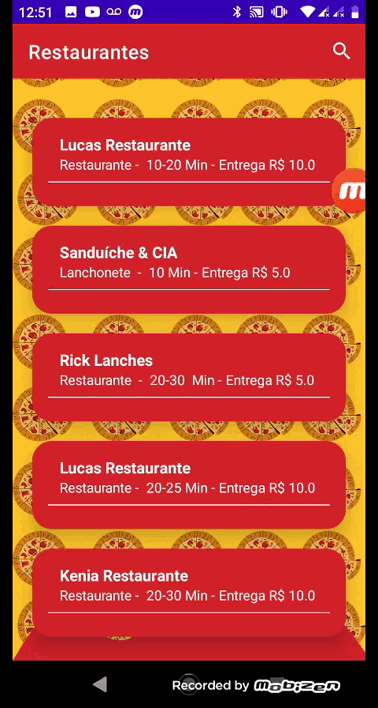 12:51
Restaurantes
Lucas Restaurante
Restaurante - 10-20 Min - Entrega R$ 10.0
m
Sanduíche & CIA
Lanchonete - 10 Min - Entrega R$ 5.0
Rick Lanches
Restaurante - 20-30 Min - Entrega R$ 5.0
Lucas Restaurante
Restaurante - 20-25 Min - Entrega R$ 10.0
Kenia Restaurante
Restaurante - 20-30 Min - Entrega R$ 10.0
Recorded by mobizen